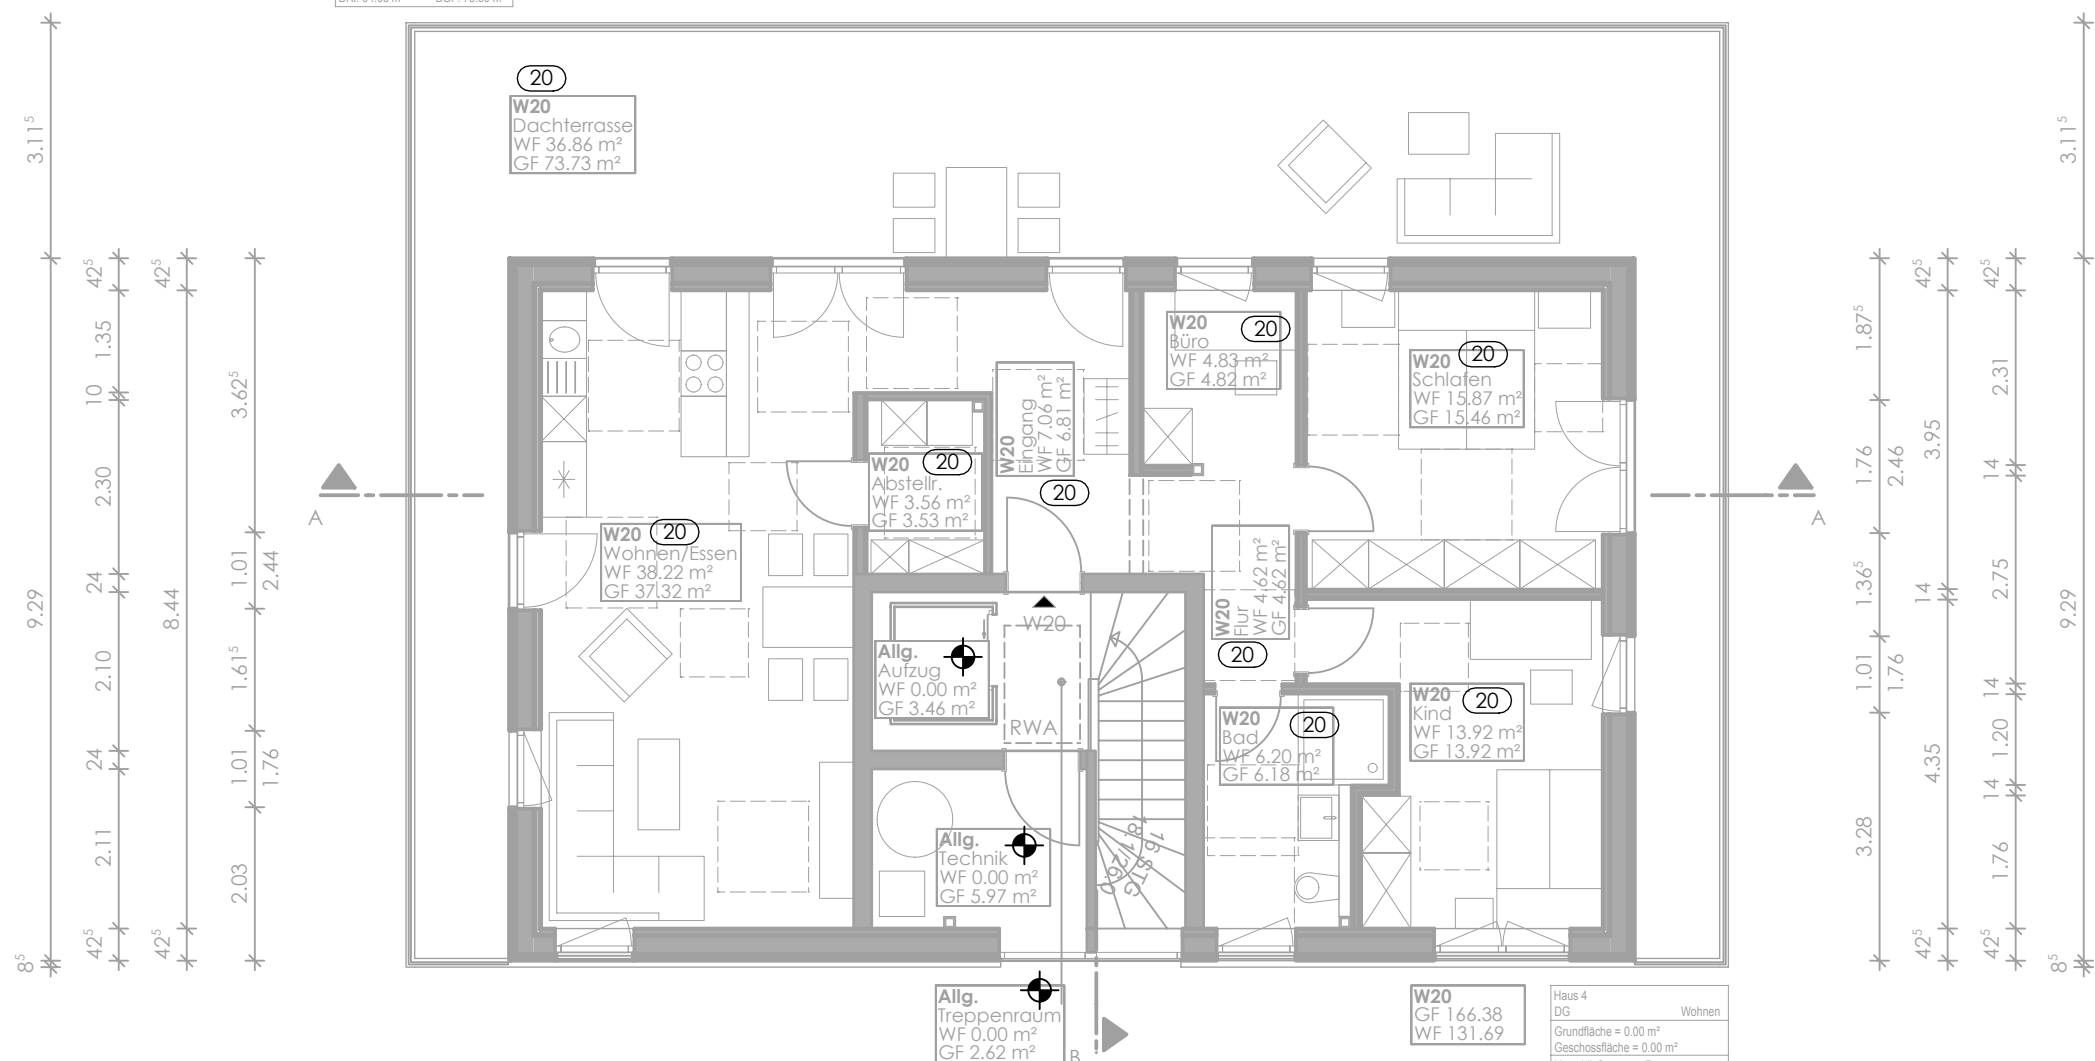 20
W20
Dachterrasse
WF 36.86 m²
GF 73.73 m²
W20
Büro
WF 4.83 m²
GF 4.82 m²
20
W20
Schlafen
WF 15.87 m²
GF 15.46 m²
20
W20
Eingang
WF 7.06 m²
GF 6.81 m²
20
W20
Abstellr.
WF 3.56 m²
GF 3.53 m²
20
W20
Wohnen/Essen
WF 38.22 m²
GF 37.32 m²
20
W20
Flur
WF 4.62 m²
GF 4.62 m²
20
W20
Allg.
Aufzug
WF 0.00 m²
GF 3.46 m²
RWA
W20
Bad
WF 6.20 m²
GF 6.18 m²
20
W20
Kind
WF 13.92 m²
GF 13.92 m²
20
Allg.
Technik
WF 0.00 m²
GF 5.97 m²
16 STG
18.1/26.0
Allg.
Treppenraum
WF 0.00 m²
GF 2.62 m²
B
W20
GF 166.38
WF 131.69
Haus 4
DG Wohnen
Grundfläche = 0.00 m²
Geschossfläche = 0.00 m²
A
A
3.11⁵
9.29
8⁵
42⁵
1.35
10
2.30
24
2.10
24
2.11
42⁵
42⁵
8.44
42⁵
3.62⁵
1.01
2.44
1.61⁵
1.01
1.76
2.03
1.87⁵
1.76
2.46
1.36⁵
1.01
1.76
3.28
42⁵
3.95
14
4.35
42⁵
42⁵
2.31
14
2.75
14
1.20
14
1.76
42⁵
3.11⁵
9.29
8⁵